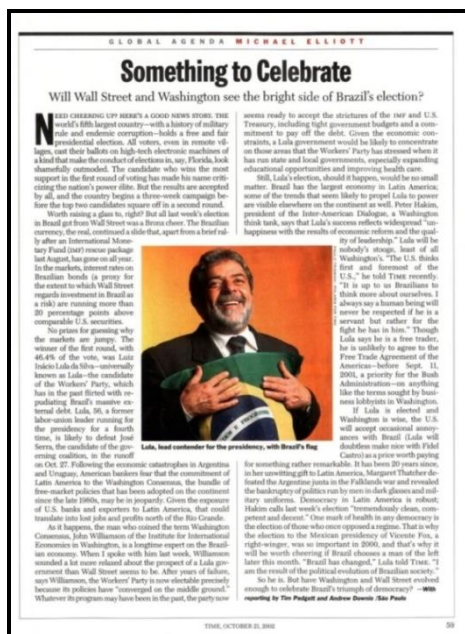 GLOBAL AGENDA MICHAEL ELLIOTT
Something to Celebrate
Will Wall Street and Washington see the bright side of Brazil's election?
NEED CHEERING UP? HERE'S A GOOD NEWS STORY. THE
world's fifth largest country—with a history of military
rule and endemic corruption—holds a free and fair
presidential election. All voters, even in remote vil-
lages, cast their ballots on high-tech electronic machines of
a kind that make the conduct of elections in, say, Florida, look
shamefully outmoded. The candidate who wins the most
support in the first round of voting has made his name criti-
cizing the nation's power élite. But the results are accepted
by all, and the country begins a three-week campaign be-
fore the top two candidates square off in a second round.
Worth raising a glass to, right? But all last week's election
in Brazil got from Wall Street was a Bronx cheer. The Brazilian
currency, the real, continued a slide that, apart from a brief ral-
ly after an International Mone-
tary Fund (IMF) rescue package
last August, has gone on all year.
In the markets, interest rates on
Brazilian bonds (a proxy for
the extent to which Wall Street
regards investment in Brazil as
a risk) are running more than
20 percentage points above
comparable U.S. securities.
No prizes for guessing why
the markets are jumpy. The
winner of the first round, with
46.4% of the vote, was Luiz
Inácio Lula da Silva—universally
known as Lula—the candidate
of the Workers' Party, which
has in the past flirted with re-
pudiating Brazil's massive ex-
ternal debt. Lula, 56, a former
labor-union leader running for
the presidency for a fourth
time, is likely to defeat José
Serra, the candidate of the gov-
erning coalition, in the runoff
on Oct. 27. Following the economic catastrophes in Argentina
and Uruguay, American bankers fear that the commitment of
Latin America to the Washington Consensus, the bundle of
free-market policies that has been adopted on the continent
since the late 1980s, may be in jeopardy. Given the exposure
of U.S. banks and exporters to Latin America, that could
translate into lost jobs and profits north of the Rio Grande.
As it happens, the man who coined the term Washington
Consensus, John Williamson of the Institute for International
Economics in Washington, is a longtime expert on the Brazil-
ian economy. When I spoke with him last week, Williamson
sounded a lot more relaxed about the prospect of a Lula gov-
ernment than Wall Street seems to be. After years of failure,
says Williamson, the Workers' Party is now electable precisely
because its policies have "converged on the middle ground."
Whatever its program may have been in the past, the party now
Lula, lead contender for the presidency, with Brazil's flag
seems ready to accept the strictures of the IMF and U.S.
Treasury, including tight government budgets and a com-
mitment to pay off the debt. Given the economic con-
straints, a Lula government would be likely to concentrate
on those areas that the Workers' Party has stressed when it
has run state and local governments, especially expanding
educational opportunities and improving health care.
Still, Lula's election, should it happen, would be no small
matter. Brazil has the largest economy in Latin America;
some of the trends that seem likely to propel Lula to power
are visible elsewhere on the continent as well. Peter Hakim,
president of the Inter-American Dialogue, a Washington
think tank, says that Lula's success reflects widespread "un-
happiness with the results of economic reform and the qual-
ity of leadership." Lula will be
nobody's stooge, least of all
Washington's. "The U.S. thinks
first and foremost of the
U.S.," he told TIME recently.
"It is up to us Brazilians to
think more about ourselves. I
always say a human being will
never be respected if he is a
servant but rather for the
fight he has in him." Though
Lula says he is a free trader,
he is unlikely to agree to the
Free Trade Agreement of the
Americas—before Sept. 11,
2001, a priority for the Bush
Administration—on anything
like the terms sought by busi-
ness lobbyists in Washington.
If Lula is elected and
Washington is wise, the U.S.
will accept occasional annoy-
ances with Brazil (Lula will
doubtless make nice with Fidel
Castro) as a price worth paying
for something rather remarkable. It has been 20 years since,
in her unwitting gift to Latin America, Margaret Thatcher de-
feated the Argentine junta in the Falklands war and revealed
the bankruptcy of politics run by men in dark glasses and mil-
itary uniforms. Democracy in Latin America is robust;
Hakim calls last week's election "tremendously clean, com-
petent and decent." One mark of health in any democracy is
the election of those who once opposed a regime. That is why
the election to the Mexican presidency of Vicente Fox, a
right-winger, was so important in 2000, and that's why it
will be worth cheering if Brazil chooses a man of the left
later this month. "Brazil has changed," Lula told TIME. "I
am the result of the political evolution of Brazilian society."
So he is. But have Washington and Wall Street evolved
enough to celebrate Brazil's triumph of democracy? —With
reporting by Tim Padgett and Andrew Downie/São Paulo
TIME, OCTOBER 21, 2002
59